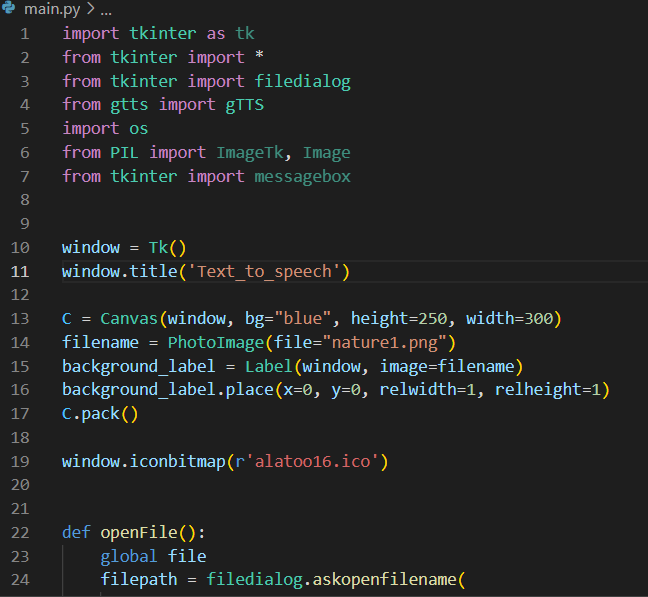 main.py > ...
1 import tkinter as tk
2 from tkinter import *
3 from tkinter import filedialog
4 from gtts import gTTS
5 import os
6 from PIL import ImageTk, Image
7 from tkinter import messagebox
8
9
10 window = Tk()
11 window.title('Text_to_speech')
12
13 C = Canvas(window, bg="blue", height=250, width=300)
14 filename = PhotoImage(file="nature1.png")
15 background_label = Label(window, image=filename)
16 background_label.place(x=0, y=0, relwidth=1, relheight=1)
17 C.pack()
18
19 window.iconbitmap(r'alatoo16.ico')
20
21
22 def openFile():
23     global file
24     filepath = filedialog.askopenfilename(